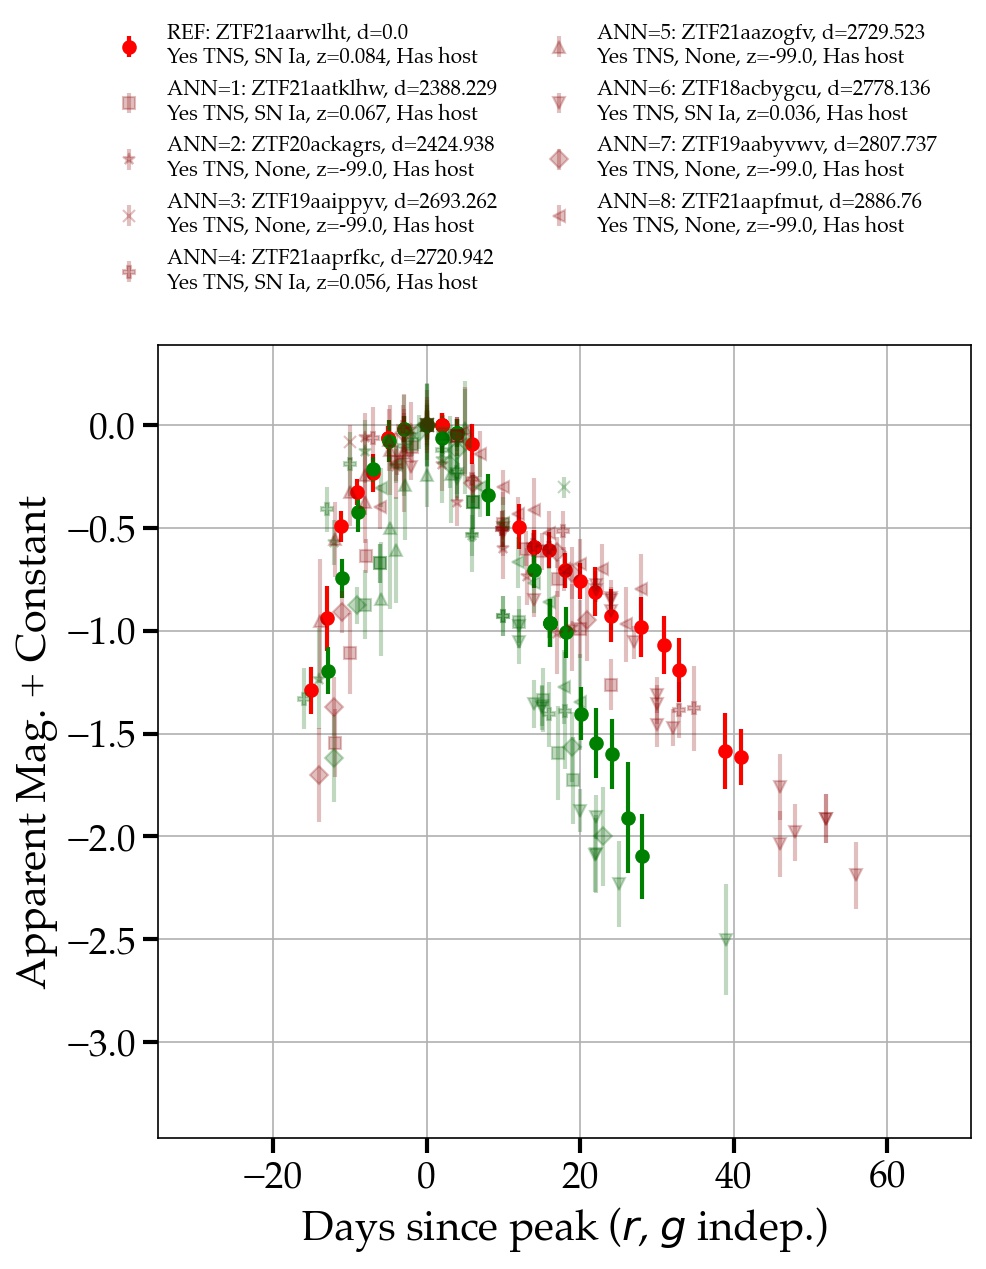 REF: ZTF21aarwlht, d=0.0
Yes TNS, SN Ia, z=0.084, Has host
ANN=1: ZTF21aatklhw, d=2388.229
Yes TNS, SN Ia, z=0.067, Has host
ANN=2: ZTF20ackagrs, d=2424.938
Yes TNS, None, z=-99.0, Has host
ANN=3: ZTF19aaippyv, d=2693.262
Yes TNS, None, z=-99.0, Has host
ANN=4: ZTF21aaprfkc, d=2720.942
Yes TNS, SN Ia, z=0.056, Has host
ANN=5: ZTF21aazogfv, d=2729.523
Yes TNS, None, z=-99.0, Has host
ANN=6: ZTF18acbygcu, d=2778.136
Yes TNS, SN Ia, z=0.036, Has host
ANN=7: ZTF19aabyvwv, d=2807.737
Yes TNS, None, z=-99.0, Has host
ANN=8: ZTF21aapfmut, d=2886.76
Yes TNS, None, z=-99.0, Has host
Apparent Mag. + Constant
0.0
−0.5
−1.0
−1.5
−2.0
−2.5
−3.0
−20 0 20 40 60
Days since peak (r, g indep.)